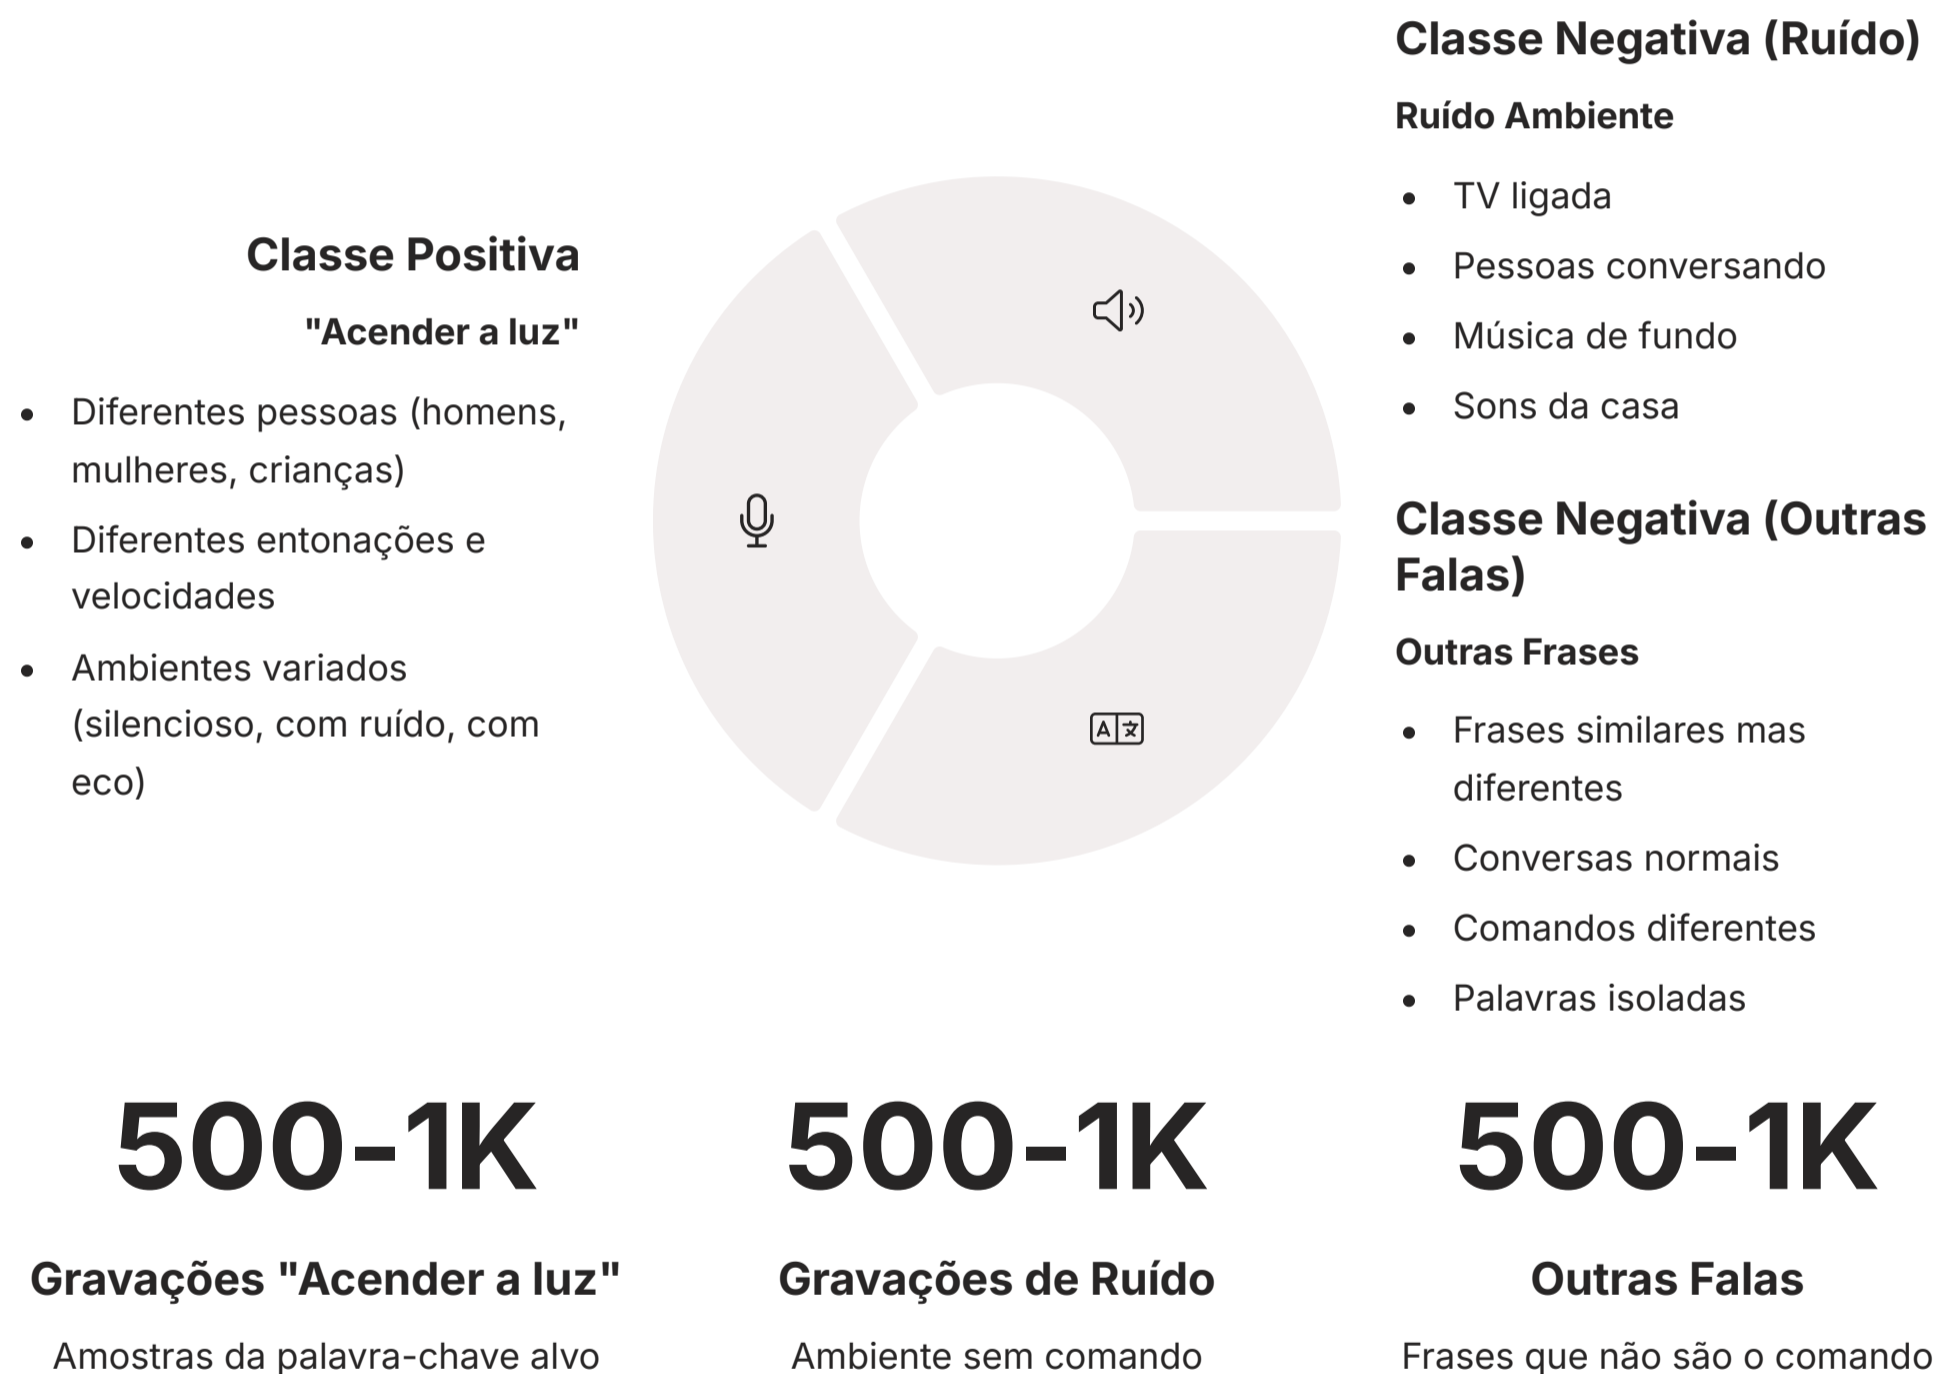 Classe Positiva
"Acender a luz"
• Diferentes pessoas (homens,
mulheres, crianças)
• Diferentes entonações e
velocidades
• Ambientes variados
(silencioso, com ruído, com
eco)
Classe Negativa (Ruído)
Ruído Ambiente
• TV ligada
• Pessoas conversando
• Música de fundo
• Sons da casa
Classe Negativa (Outras
Falas)
Outras Frases
• Frases similares mas
diferentes
• Conversas normais
• Comandos diferentes
• Palavras isoladas
A 文
500-1K
Gravações "Acender a luz"
Amostras da palavra-chave alvo
500-1K
Gravações de Ruído
Ambiente sem comando
500-1K
Outras Falas
Frases que não são o comando